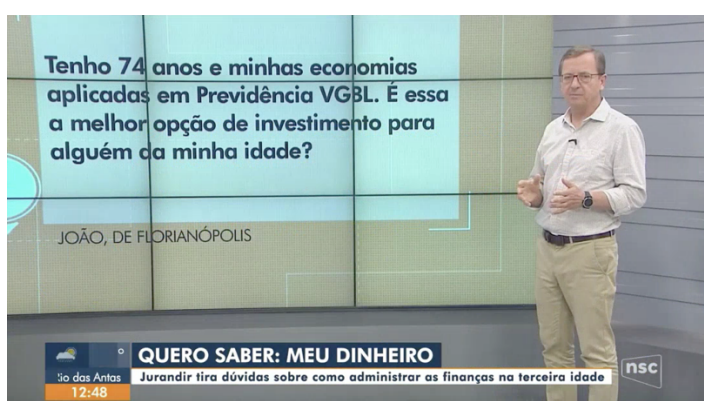 Tenho 74 anos e minhas economias
aplicadas em Previdência VGBL. É essa
a melhor opção de investimento para
alguém da minha idade?
JOÃO, DE FLORIANÓPOLIS
QUERO SABER: MEU DINHEIRO
Jurandir tira dúvidas sobre como administrar as finanças na terceira idade
das Antas
12:48
nsc